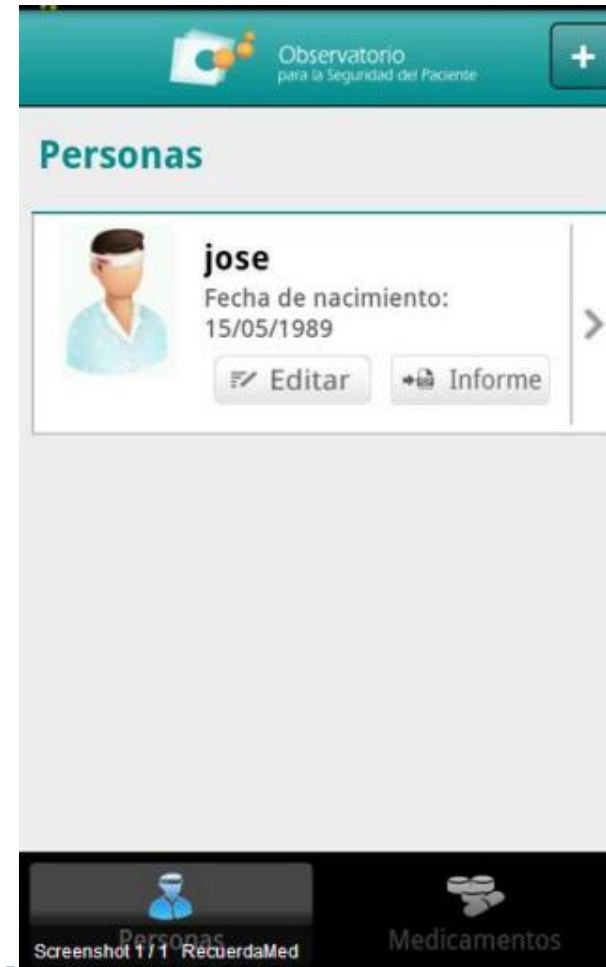 Observatorio
para la Seguridad del Paciente
+
Personas
jose
Fecha de nacimiento:
15/05/1989
Editar
Informe
Personas
Medicamentos
Screenshot 1 / 1 RecuerdaMed